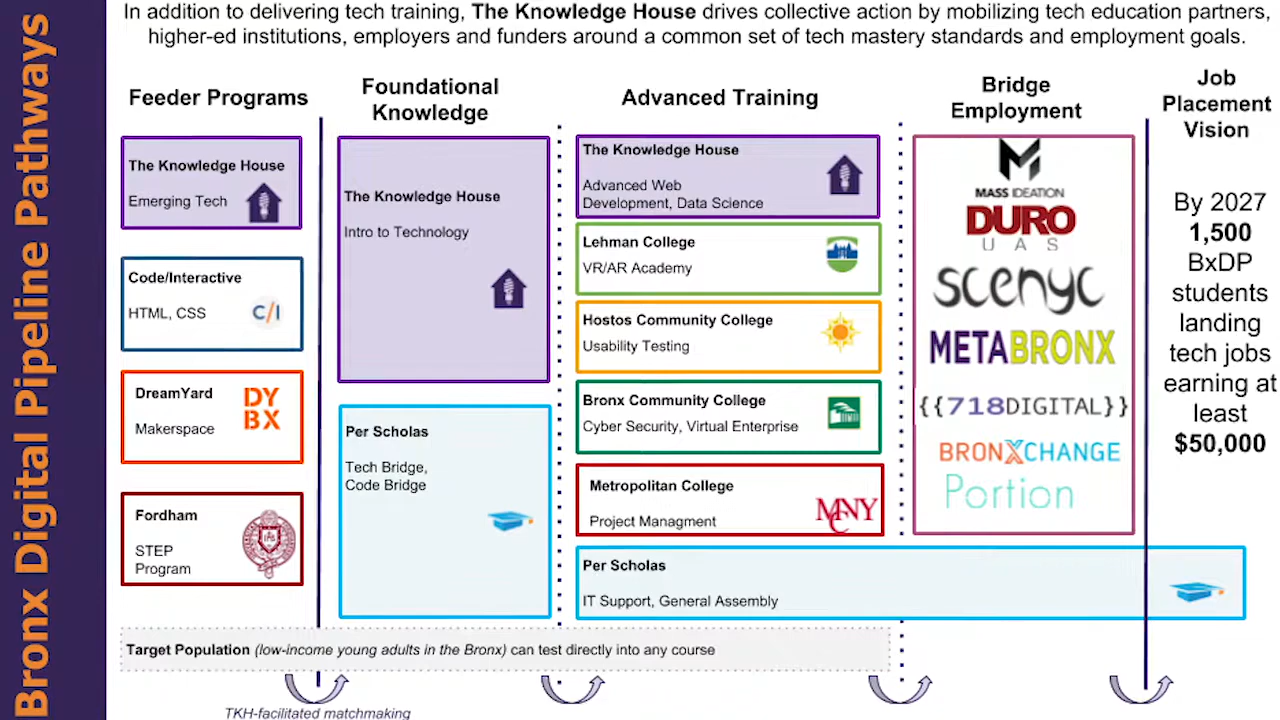 Bronx Digital Pipeline Pathways
In addition to delivering tech training, The Knowledge House drives collective action by mobilizing tech education partners,
higher-ed institutions, employers and funders around a common set of tech mastery standards and employment goals.
Feeder Programs
The Knowledge House
Emerging Tech
Code/Interactive
HTML, CSS
C/I
DreamYard
Makerspace
DY
BX
Fordham
STEP
Program
Foundational
Knowledge
The Knowledge House
Intro to Technology
Per Scholas
Tech Bridge,
Code Bridge
Advanced Training
The Knowledge House
Advanced Web
Development, Data Science
Lehman College
VR/AR Academy
Hostos Community College
Usability Testing
Bronx Community College
Cyber Security, Virtual Enterprise
Metropolitan College
Project Managment
MCNY
Per Scholas
IT Support, General Assembly
Bridge
Employment
MASS IDEATION
DURO
UAS
scenyc
METABRONX
{{718DIGITAL}}
BRONXCHANGE
Portion
Job
Placement
Vision
By 2027
1,500
BxDP
students
landing
tech jobs
earning at
least
$50,000
Target Population (low-income young adults in the Bronx) can test directly into any course
TKH-facilitated matchmaking